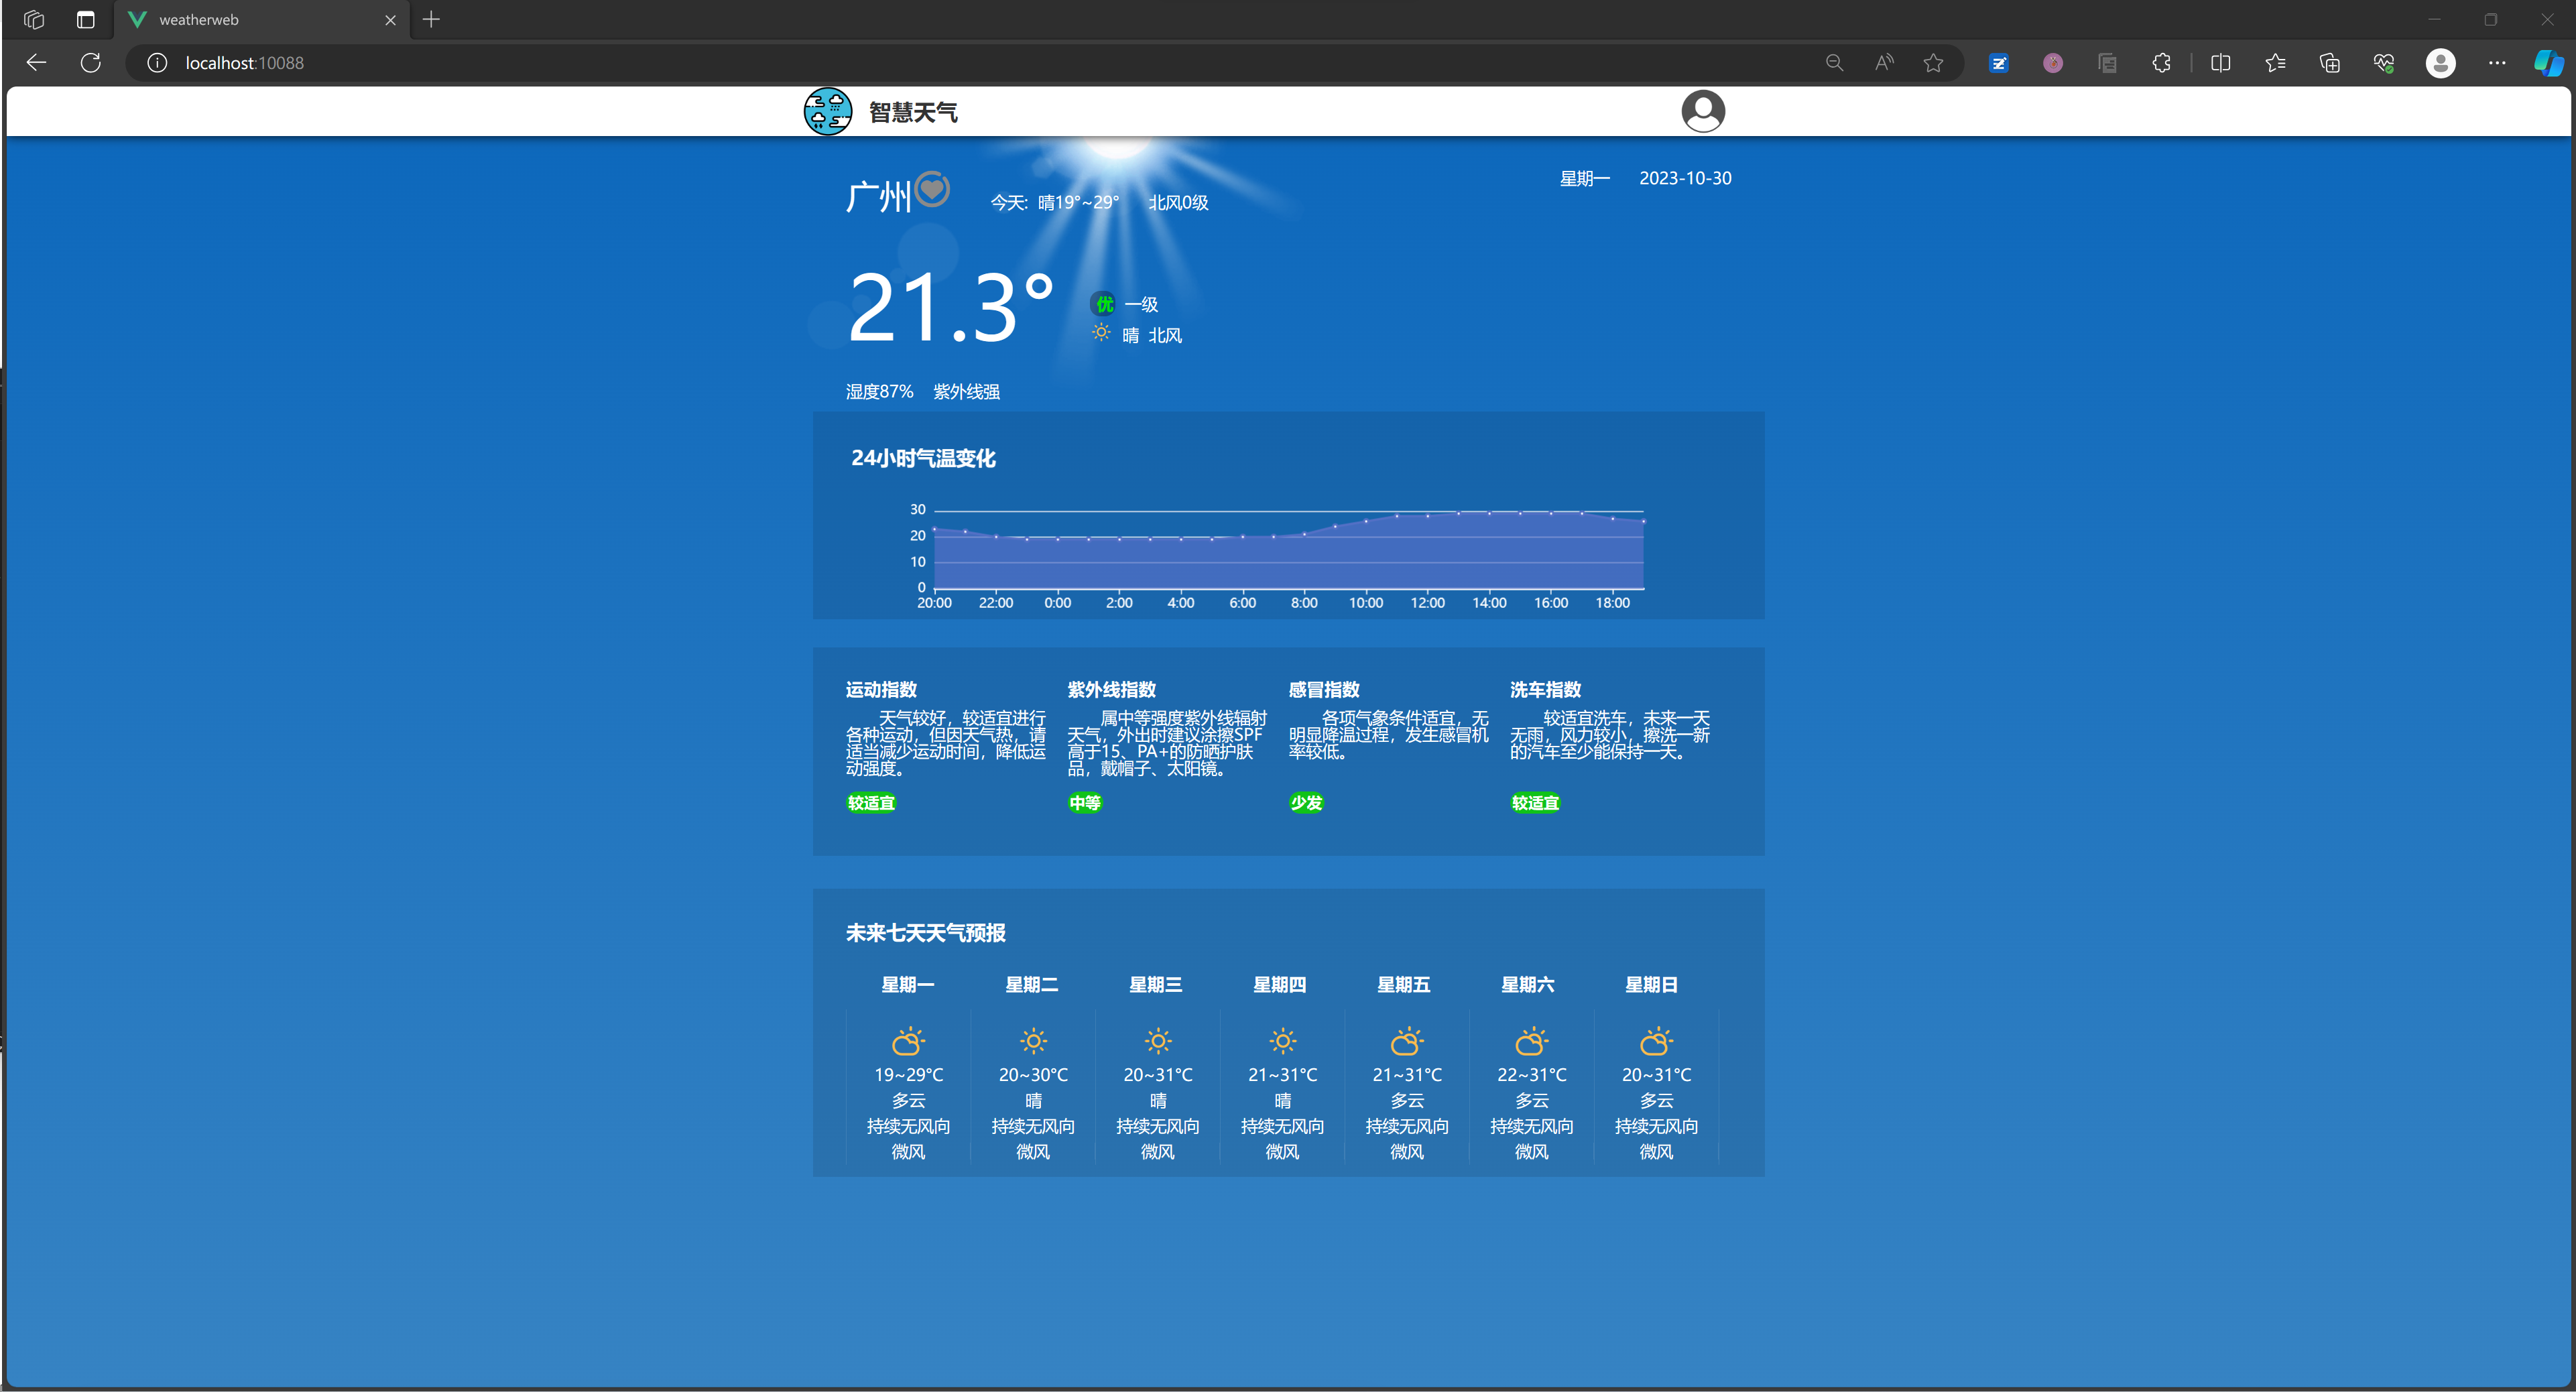 weatherweb
localhost:10088
智慧天气
广州
今天: 晴19°~29° 北风0级
星期一 2023-10-30
21.3°
优 一级
晴 北风
湿度87% 紫外线强
24小时气温变化
30
20
10
0
20:00 22:00 0:00 2:00 4:00 6:00 8:00 10:00 12:00 14:00 16:00 18:00
运动指数
天气较好，较适宜进行
各种运动，但因天气热，请
适当减少运动时间，降低运
动强度。
较适宜
紫外线指数
属中等强度紫外线辐射
天气，外出时建议涂擦SPF
高于15、PA+的防晒护肤
品，戴帽子、太阳镜。
中等
感冒指数
各项气象条件适宜，无
明显降温过程，发生感冒机
率较低。
少发
洗车指数
较适宜洗车，未来一天
无雨，风力较小，擦洗一新
的汽车至少能保持一天。
较适宜
未来七天天气预报
星期一 星期二 星期三 星期四 星期五 星期六 星期日
19~29°C 20~30°C 20~31°C 21~31°C 21~31°C 22~31°C 20~31°C
多云 晴 晴 晴 多云 多云 多云
持续无风向 持续无风向 持续无风向 持续无风向 持续无风向 持续无风向 持续无风向
微风 微风 微风 微风 微风 微风 微风